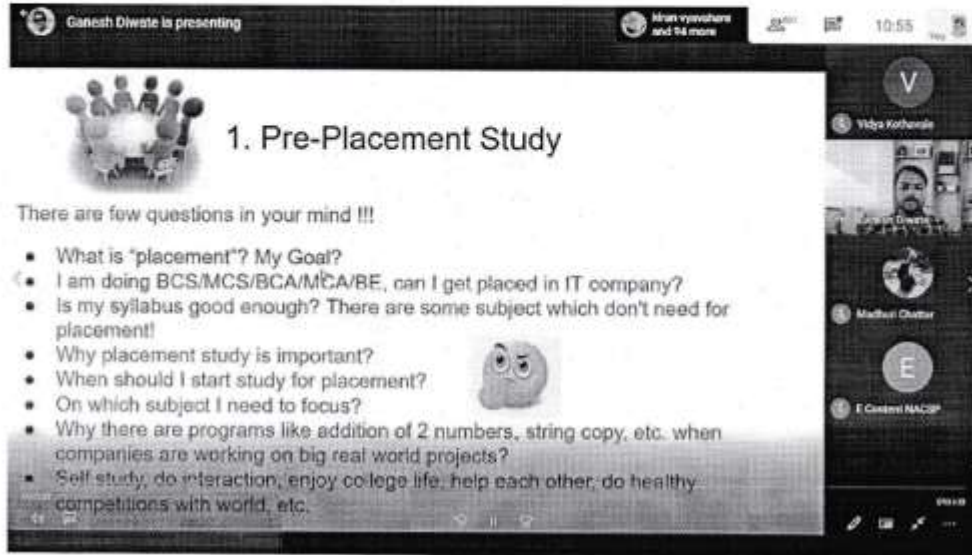 Ganesh Diwate is presenting
kiran vyavahare
and 94 more
10:55
You
V
Vidya Kothavale
1. Pre-Placement Study
There are few questions in your mind !!!
• What is "placement"? My Goal?
• I am doing BCS/MCS/BCA/MCA/BE, can I get placed in IT company?
• Is my syllabus good enough? There are some subject which don't need for
placement!
• Why placement study is important?
• When should I start study for placement?
• On which subject I need to focus?
• Why there are programs like addition of 2 numbers, string copy, etc. when
companies are working on big real world projects?
• Self study, do interaction, enjoy college life, help each other, do healthy
competitions with world, etc.
Diwate
Madhuri Chottar
E
E Content NACSP